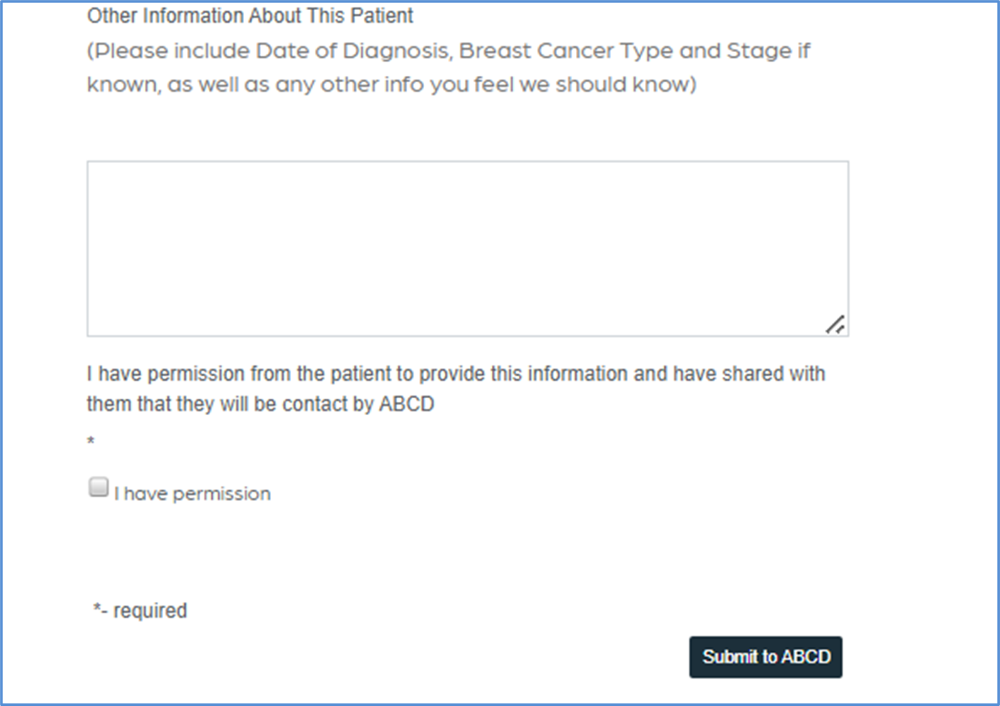 Other Information About This Patient
(Please include Date of Diagnosis, Breast Cancer Type and Stage if
known, as well as any other info you feel we should know)
I have permission from the patient to provide this information and have shared with
them that they will be contact by ABCD
*
I have permission
*- required
Submit to ABCD